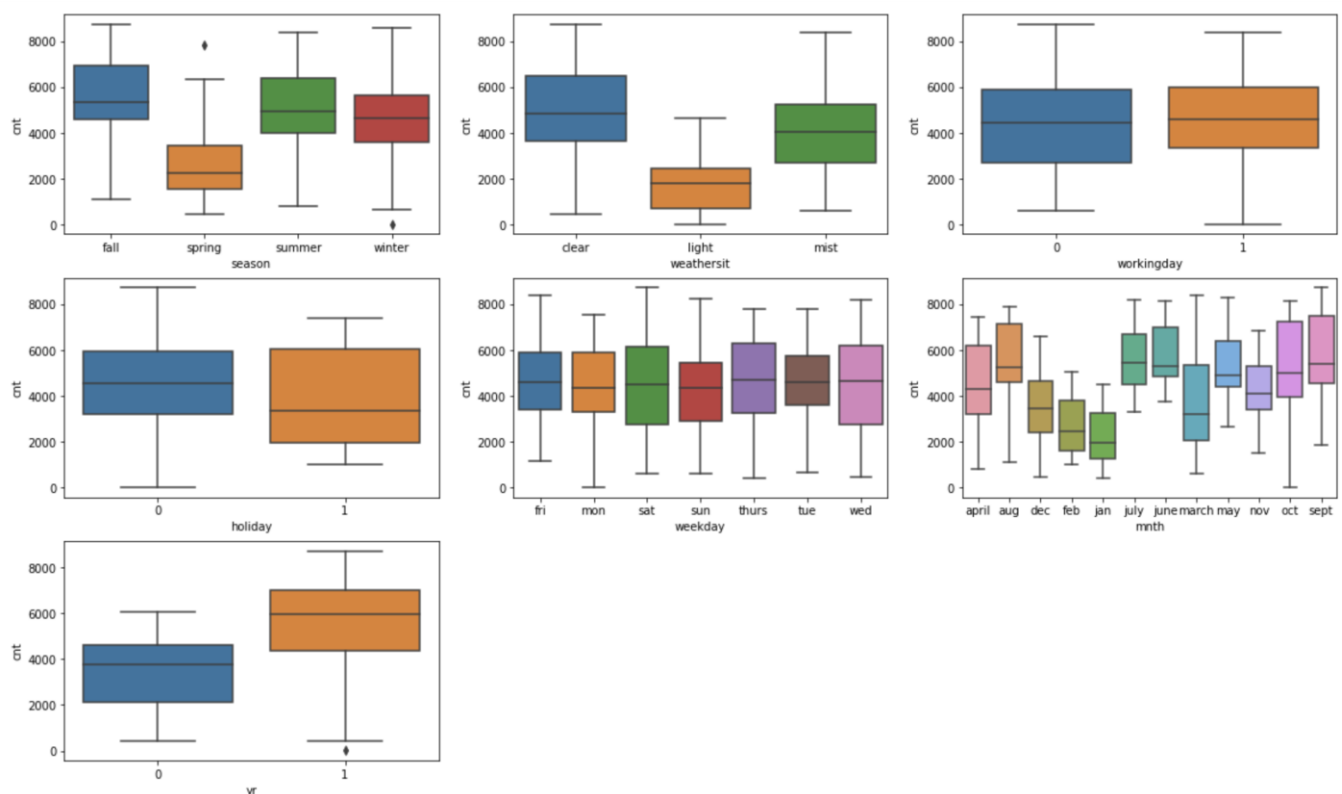 cnt
8000
6000
4000
2000
0
fall spring summer winter
season
cnt
8000
6000
4000
2000
0
clear light mist
weathersit
cnt
8000
6000
4000
2000
0
0 1
workingday
cnt
8000
6000
4000
2000
0
0 1
holiday
cnt
8000
6000
4000
2000
0
fri mon sat sun thurs tue wed
weekday
cnt
8000
6000
4000
2000
0
april aug dec feb jan july june march may nov oct sept
mnth
cnt
8000
6000
4000
2000
0
0 1
yr